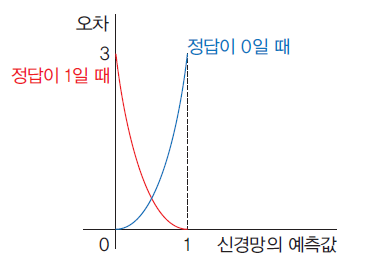 오차
정답이 0일 때
3
정답이 1일 때
0
1
신경망의 예측값